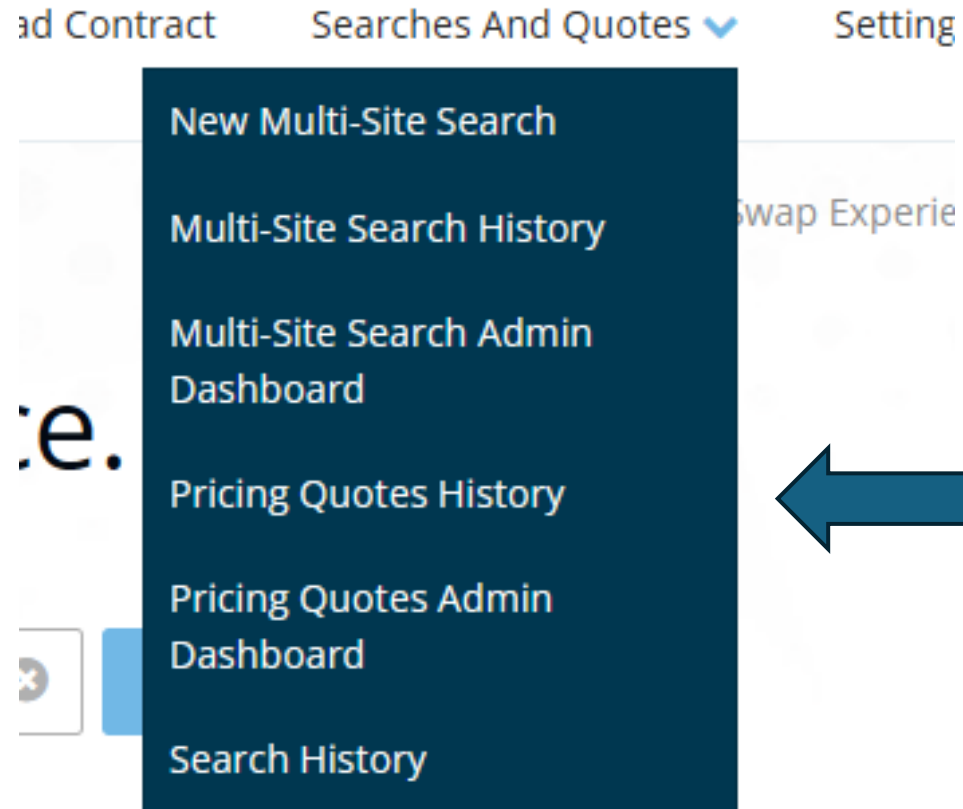 ad Contract Searches And Quotes Setting
New Multi-Site Search
Multi-Site Search History
Swap Experie
Multi-Site Search Admin
Dashboard
ce.
Pricing Quotes History
Pricing Quotes Admin
Dashboard
Search History